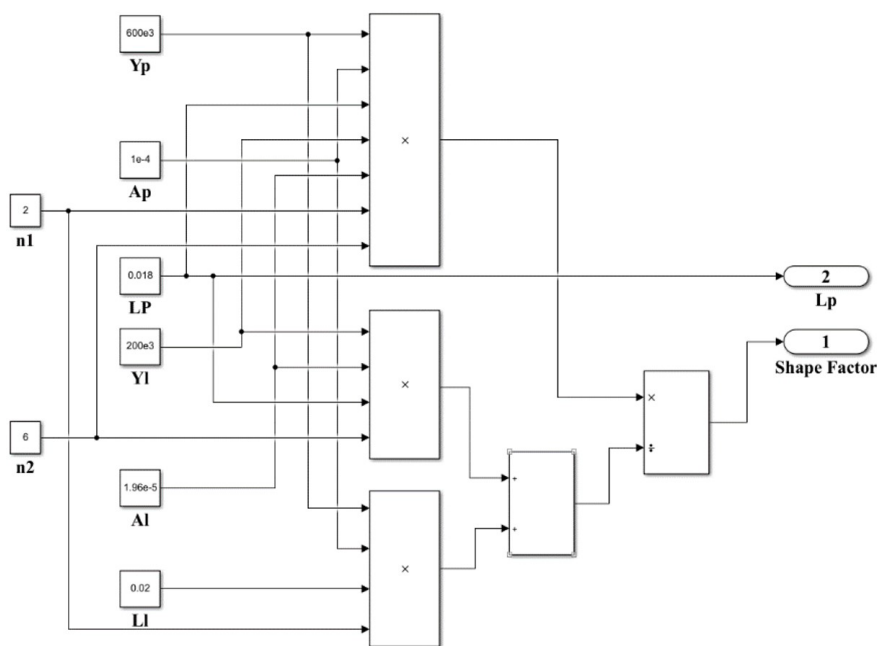 600e3
Yp
1e-4
Ap
2
n1
0.018
LP
200e3
Yl
6
n2
1.96e-5
Al
0.02
Ll
×
×
×
+
+
×
÷
2
Lp
1
Shape Factor